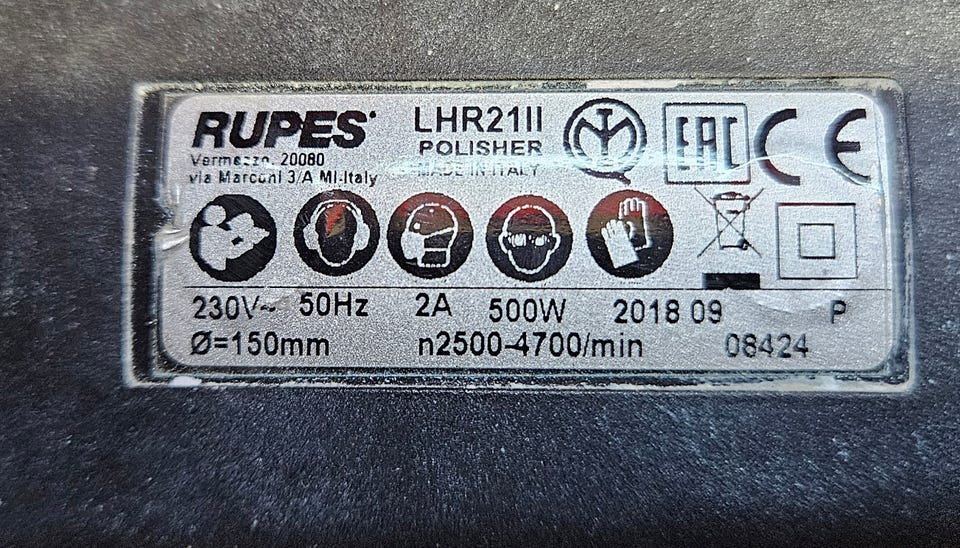 RUPES
Vermezzo, 20080
via Marconi 3/A MI-Italy
LHR21II
POLISHER
MADE IN ITALY
EAC CE
230V~ 50Hz 2A 500W 2018 09 P
Ø=150mm n2500-4700/min 08424